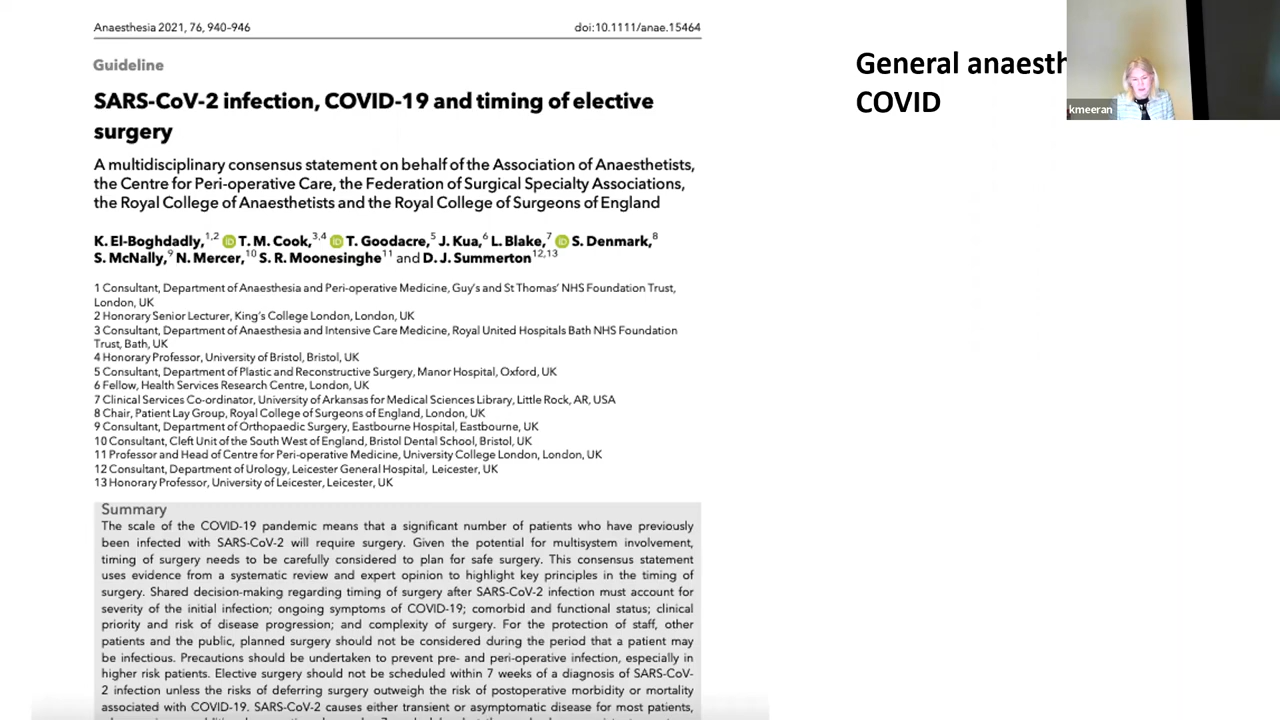 Anaesthesia 2021, 76, 940–946
doi:10.1111/anae.15464
Guideline
SARS-CoV-2 infection, COVID-19 and timing of elective
surgery
A multidisciplinary consensus statement on behalf of the Association of Anaesthetists,
the Centre for Peri-operative Care, the Federation of Surgical Specialty Associations,
the Royal College of Anaesthetists and the Royal College of Surgeons of England
K. El-Boghdadly,1,2 iD T. M. Cook,3,4 iD T. Goodacre,5 J. Kua,6 L. Blake,7 iD S. Denmark,8
S. McNally,9 N. Mercer,10 S. R. Moonesinghe11 and D. J. Summerton12,13
1 Consultant, Department of Anaesthesia and Peri-operative Medicine, Guy's and St Thomas' NHS Foundation Trust,
London, UK
2 Honorary Senior Lecturer, King's College London, London, UK
3 Consultant, Department of Anaesthesia and Intensive Care Medicine, Royal United Hospitals Bath NHS Foundation
Trust, Bath, UK
4 Honorary Professor, University of Bristol, Bristol, UK
5 Consultant, Department of Plastic and Reconstructive Surgery, Manor Hospital, Oxford, UK
6 Fellow, Health Services Research Centre, London, UK
7 Clinical Services Co-ordinator, University of Arkansas for Medical Sciences Library, Little Rock, AR, USA
8 Chair, Patient Lay Group, Royal College of Surgeons of England, London, UK
9 Consultant, Department of Orthopaedic Surgery, Eastbourne Hospital, Eastbourne, UK
10 Consultant, Cleft Unit of the South West of England, Bristol Dental School, Bristol, UK
11 Professor and Head of Centre for Peri-operative Medicine, University College London, London, UK
12 Consultant, Department of Urology, Leicester General Hospital, Leicester, UK
13 Honorary Professor, University of Leicester, Leicester, UK
Summary
The scale of the COVID-19 pandemic means that a significant number of patients who have previously
been infected with SARS-CoV-2 will require surgery. Given the potential for multisystem involvement,
timing of surgery needs to be carefully considered to plan for safe surgery. This consensus statement
uses evidence from a systematic review and expert opinion to highlight key principles in the timing of
surgery. Shared decision-making regarding timing of surgery after SARS-CoV-2 infection must account for
severity of the initial infection; ongoing symptoms of COVID-19; comorbid and functional status; clinical
priority and risk of disease progression; and complexity of surgery. For the protection of staff, other
patients and the public, planned surgery should not be considered during the period that a patient may
be infectious. Precautions should be undertaken to prevent pre- and peri-operative infection, especially in
higher risk patients. Elective surgery should not be scheduled within 7 weeks of a diagnosis of SARS-CoV-
2 infection unless the risks of deferring surgery outweigh the risk of postoperative morbidity or mortality
associated with COVID-19. SARS-CoV-2 causes either transient or asymptomatic disease for most patients,
General anaesth
COVID
kmeeran